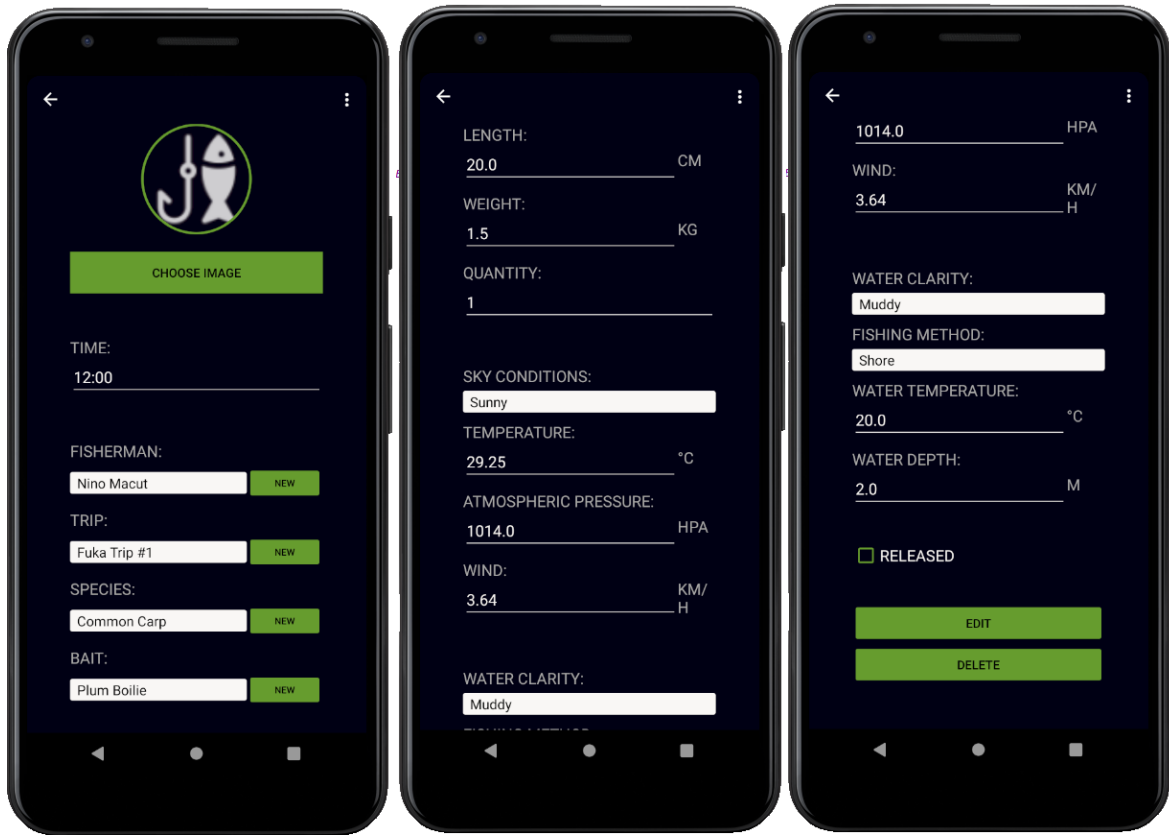 CHOOSE IMAGE
TIME:
12:00
FISHERMAN:
Nino Macut NEW
TRIP:
Fuka Trip #1 NEW
SPECIES:
Common Carp NEW
BAIT:
Plum Boilie NEW
LENGTH:
20.0 CM
WEIGHT:
1.5 KG
QUANTITY:
1
SKY CONDITIONS:
Sunny
TEMPERATURE:
29.25 °C
ATMOSPHERIC PRESSURE:
1014.0 HPA
WIND:
3.64 KM/
H
WATER CLARITY:
Muddy
1014.0 HPA
WIND:
3.64 KM/
H
WATER CLARITY:
Muddy
FISHING METHOD:
Shore
WATER TEMPERATURE:
20.0 °C
WATER DEPTH:
2.0 M
RELEASED
EDIT
DELETE